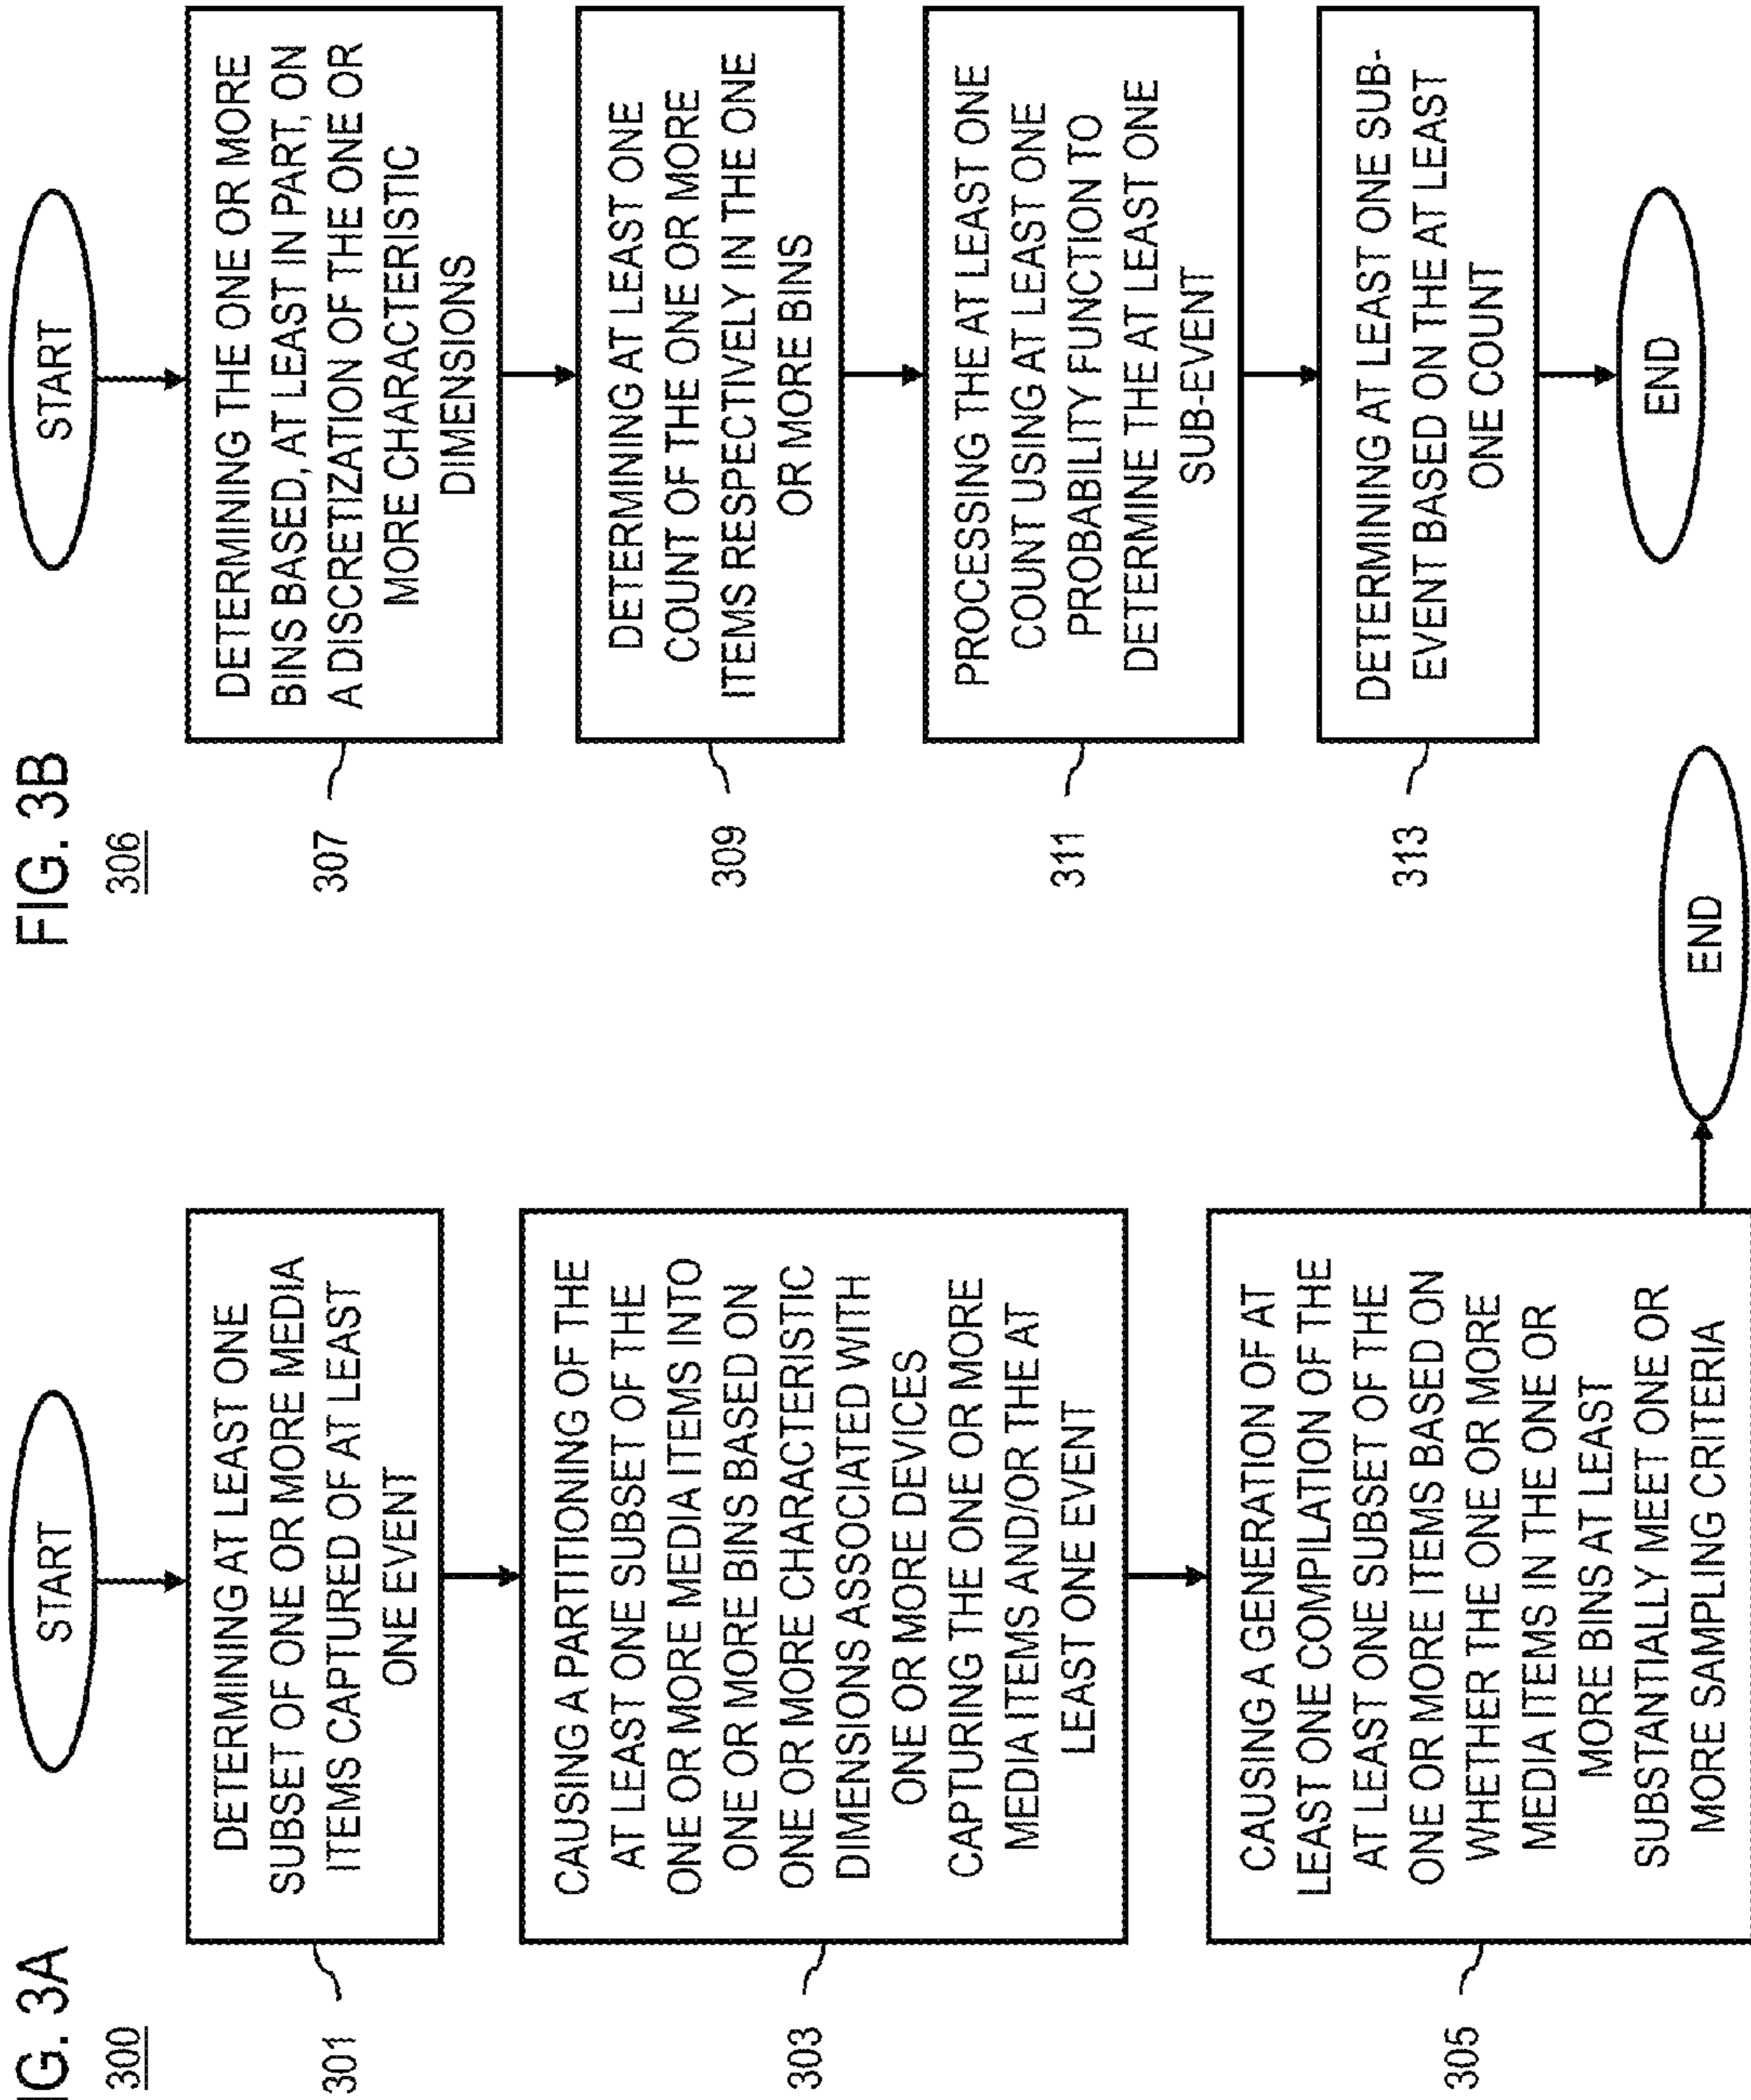 IG. 3A
300
START
301
DETERMINING AT LEAST ONE
SUBSET OF ONE OR MORE MEDIA
ITEMS CAPTURED OF AT LEAST
ONE EVENT
303
CAUSING A PARTITIONING OF THE
AT LEAST ONE SUBSET OF THE
ONE OR MORE MEDIA ITEMS INTO
ONE OR MORE BINS BASED ON
ONE OR MORE CHARACTERISTIC
DIMENSIONS ASSOCIATED WITH
ONE OR MORE DEVICES
CAPTURING THE ONE OR MORE
MEDIA ITEMS AND/OR THE AT
LEAST ONE EVENT
305
CAUSING A GENERATION OF AT
LEAST ONE COMPILATION OF THE
AT LEAST ONE SUBSET OF THE
ONE OR MORE ITEMS BASED ON
WHETHER THE ONE OR MORE
MEDIA ITEMS IN THE ONE OR
MORE BINS AT LEAST
SUBSTANTIALLY MEET ONE OR
MORE SAMPLING CRITERIA
END
FIG. 3B
306
START
307
DETERMINING THE ONE OR MORE
BINS BASED, AT LEAST IN PART, ON
A DISCRETIZATION OF THE ONE OR
MORE CHARACTERISTIC
DIMENSIONS
309
DETERMINING AT LEAST ONE
COUNT OF THE ONE OR MORE
ITEMS RESPECTIVELY IN THE ONE
OR MORE BINS
311
PROCESSING THE AT LEAST ONE
COUNT USING AT LEAST ONE
PROBABILITY FUNCTION TO
DETERMINE THE AT LEAST ONE
SUB-EVENT
313
DETERMINING AT LEAST ONE SUB-
EVENT BASED ON THE AT LEAST
ONE COUNT
END